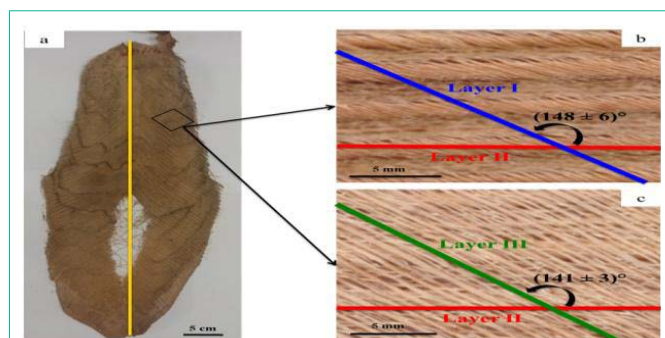 a
5 cm
b
Layer I
(148 ± 6)°
Layer II
5 mm
c
Layer III
(141 ± 3)°
Layer II
5 mm